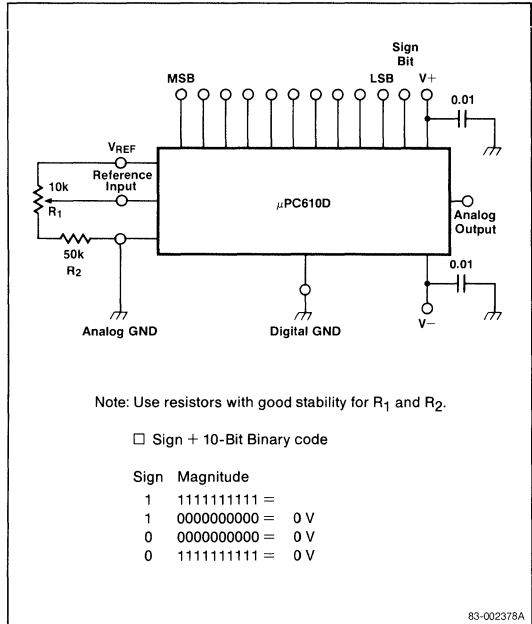 Sign
Bit
MSB
LSB
V+
0.01
VREF
Reference
Input
10k
R1
μPC610D
Analog
Output
50k
R2
0.01
V−
Analog GND
Digital GND
Note: Use resistors with good stability for R1 and R2.
□ Sign + 10-Bit Binary code
Sign Magnitude
1 1111111111 =
1 0000000000 = 0 V
0 0000000000 = 0 V
0 1111111111 = 0 V
83-002378A